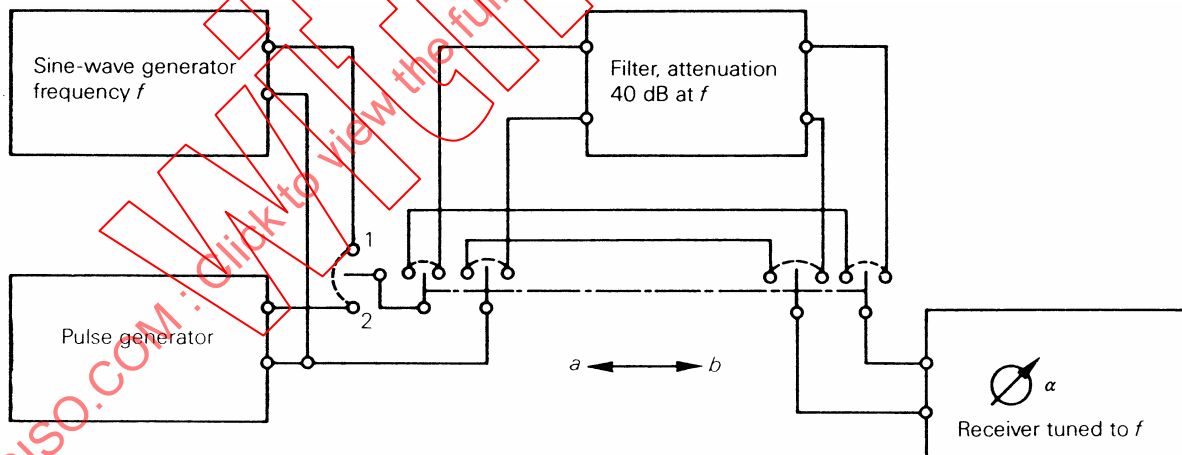 Sine-wave generator
frequency f
Filter, attenuation
40 dB at f
1
2
Pulse generator
a
b
α
Receiver tuned to f
ISO.COM : Click to view the full